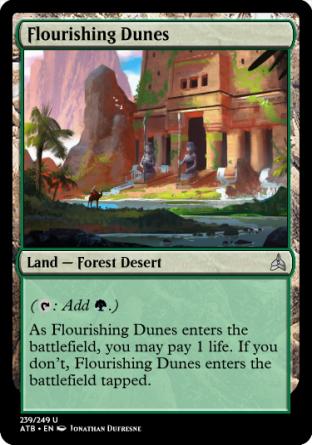 Flourishing Dunes
Land — Forest Desert
(: Add .)
As Flourishing Dunes enters the
battlefield, you may pay 1 life. If you
don't, Flourishing Dunes enters the
battlefield tapped.
239/249 U
ATB • EN Jonathan Dufresne